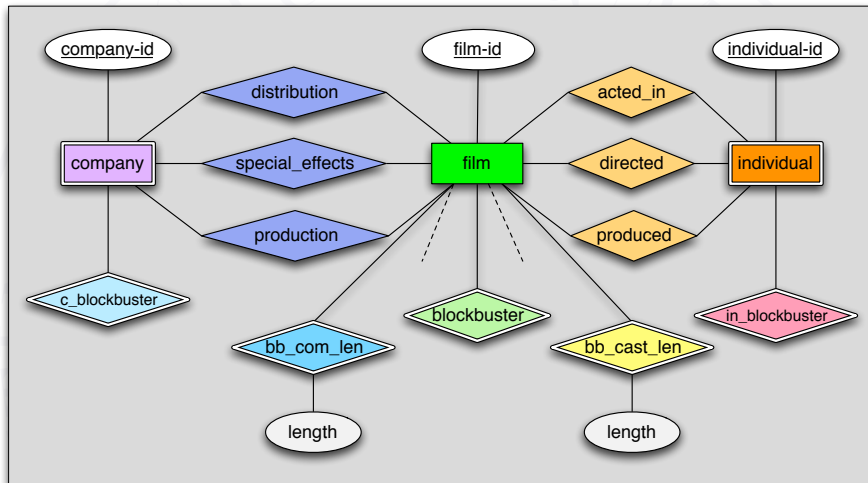 company-id
film-id
individual-id
distribution
acted_in
company
special_effects
film
directed
individual
production
produced
c_blockbuster
blockbuster
in_blockbuster
bb_com_len
bb_cast_len
length
length